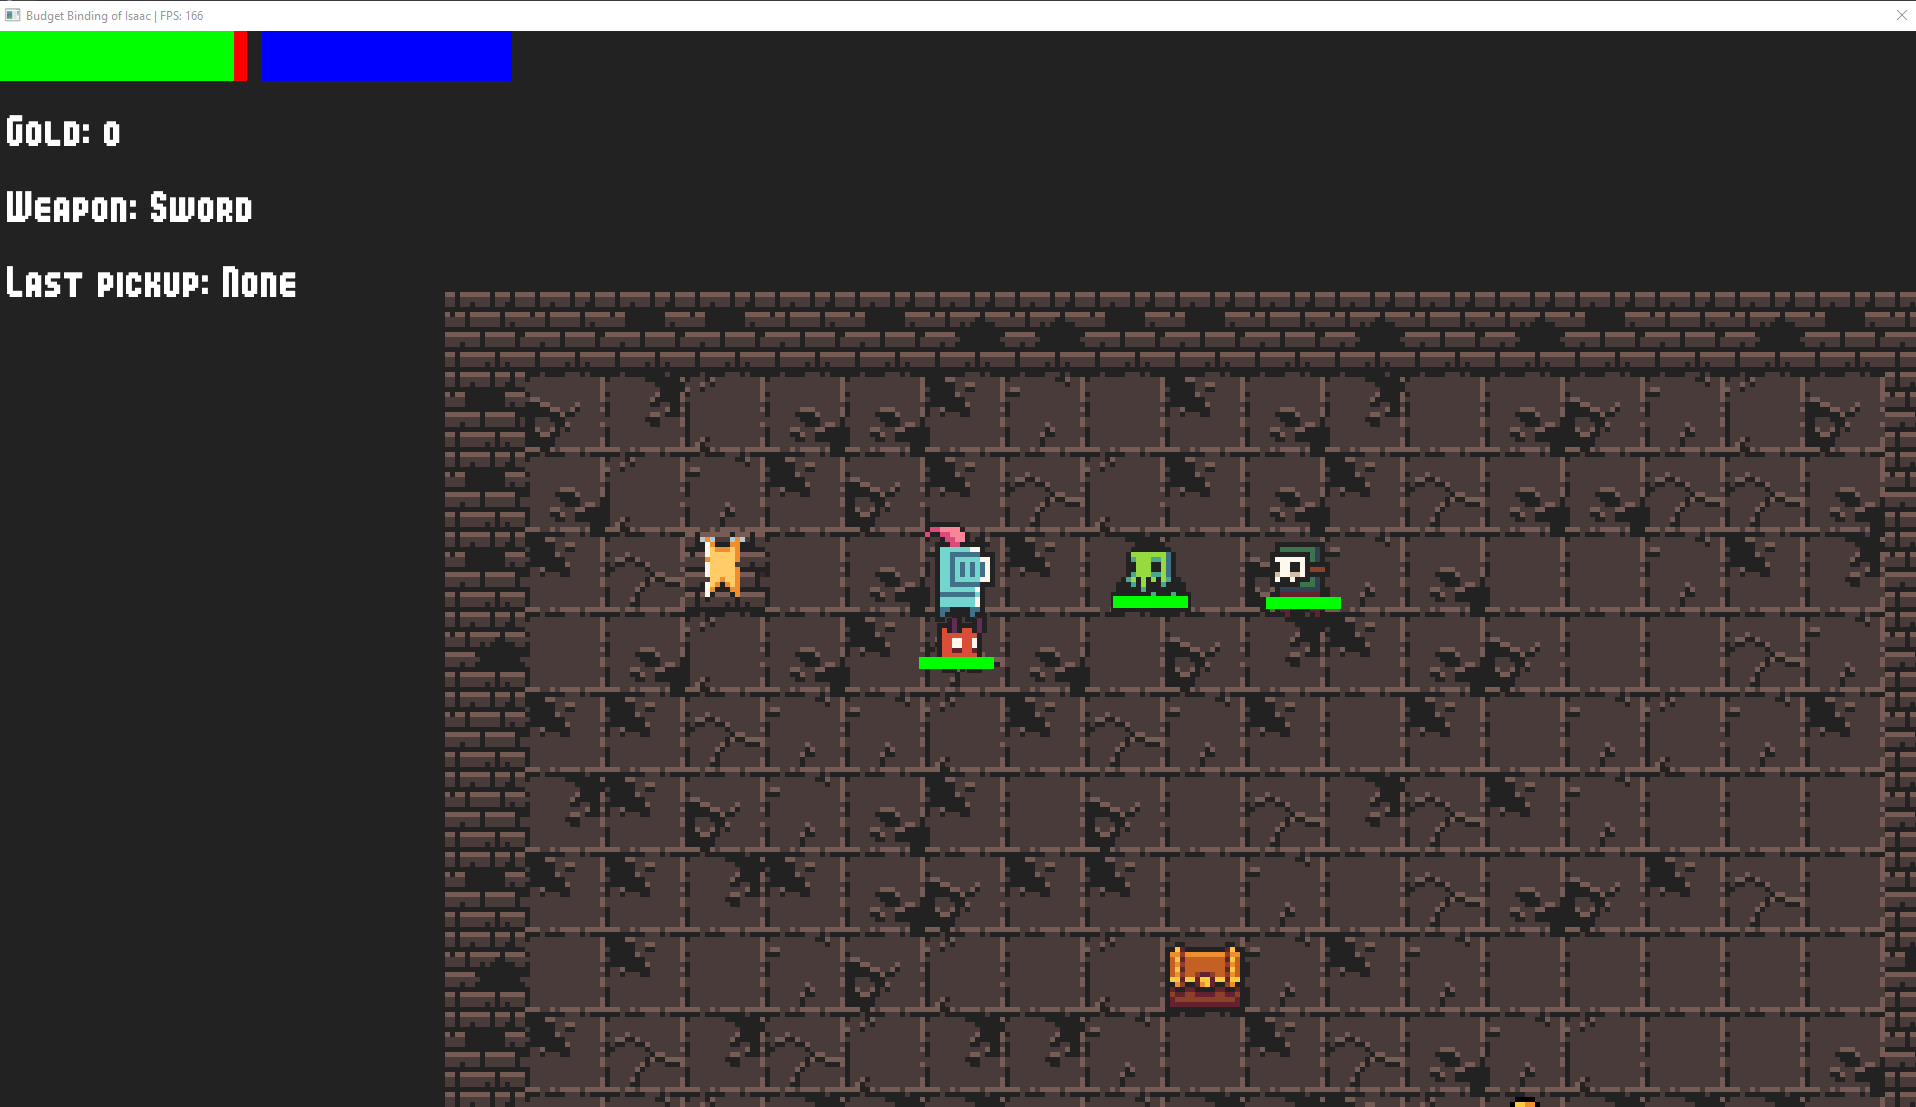 Budget Binding of Isaac | FPS: 166
Gold: 0
Weapon: Sword
Last pickup: None